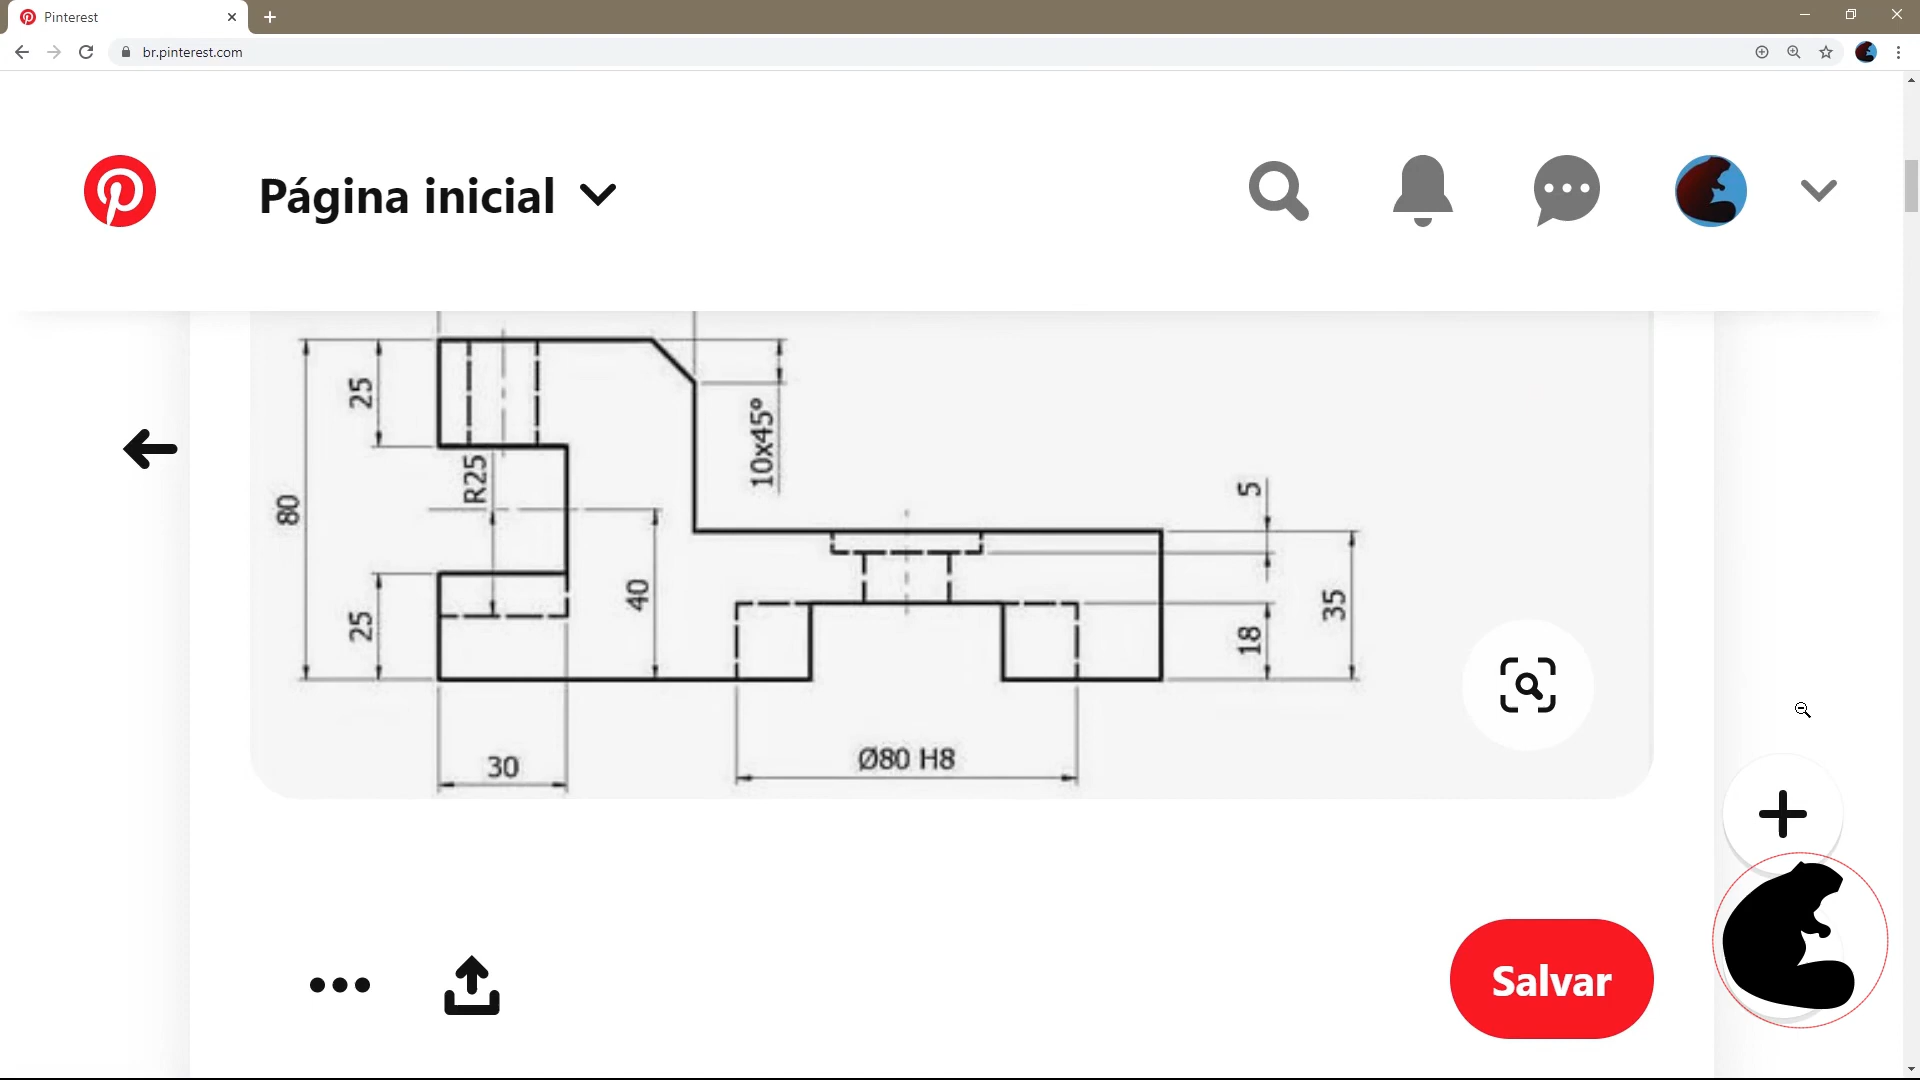 Pinterest
br.pinterest.com
Página inicial
25
10x45°
R25
80
5
40
35
25
18
Ø80 H8
30
Salvar